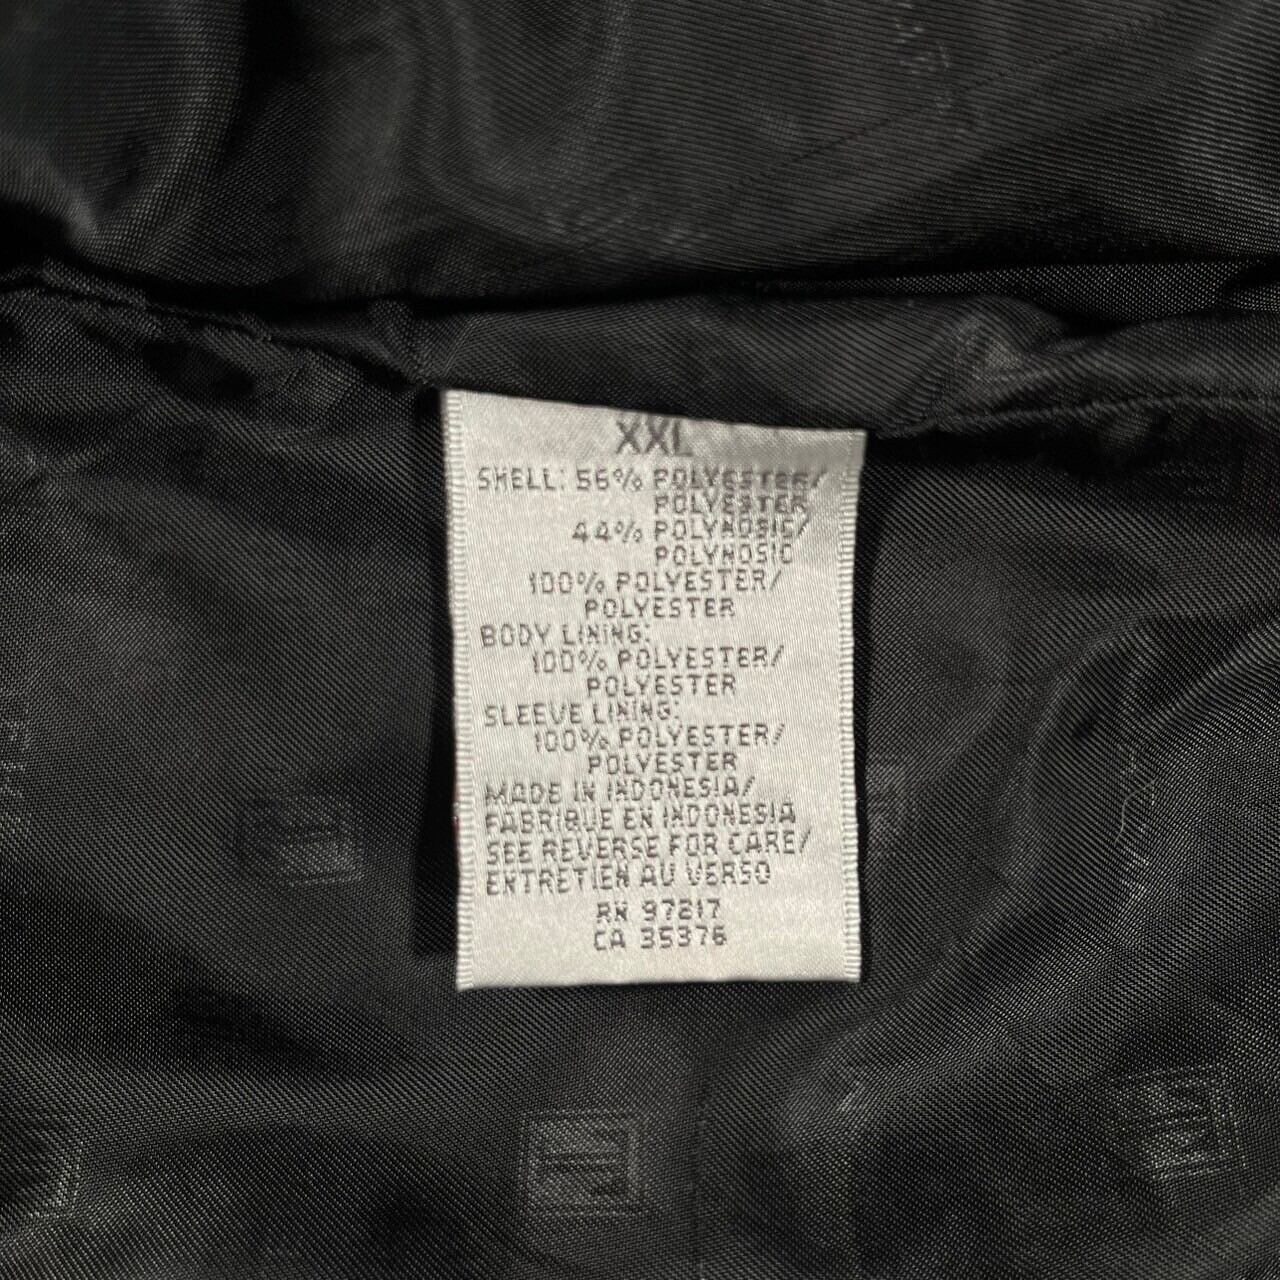 XXL
SHELL: 56% POLYESTER/
POLYESTER
44% POLYNOSIC/
POLYNOSIC
100% POLYESTER/
POLYESTER
BODY LINING:
100% POLYESTER/
POLYESTER
SLEEVE LINING:
100% POLYESTER/
POLYESTER
MADE IN INDONESIA/
FABRIQUE EN INDONESIA
SEE REVERSE FOR CARE/
ENTRETIEN AU VERSO
RN 97217
CA 35376